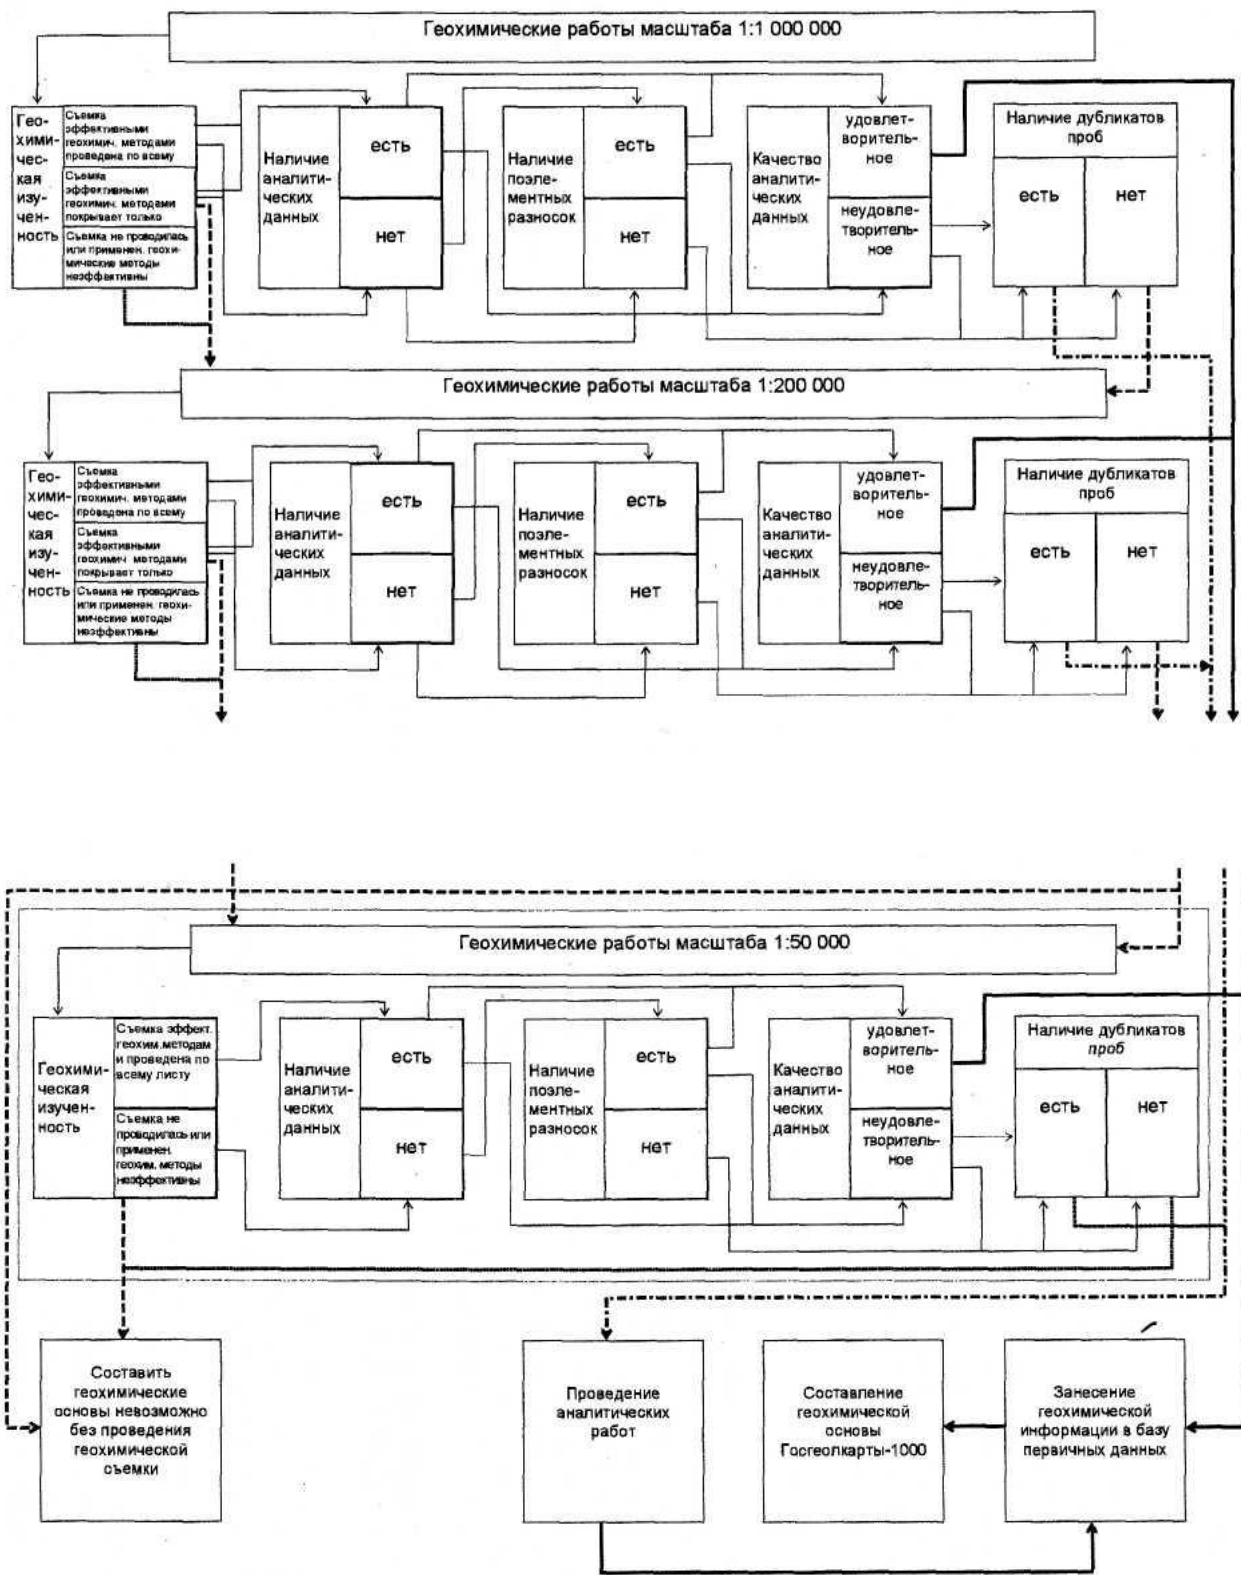 Геохимические работы масштаба 1:1 000 000
Гео-
хими-
чес-
кая
изу-
чен-
ность
Съемка
эффективными
геохимич. методами
проведена по всему
Съемка
эффективными
геохимич. методами
покрывает только
Съемка не проводилась
или применен. геохи-
мические методы
неэффективны
Наличие
аналити-
ческих
данных
есть
нет
Наличие
поэле-
ментных
разносок
есть
нет
Качество
аналити-
ческих
данных
удовлет-
воритель-
ное
неудовле-
творитель-
ное
Наличие дубликатов
проб
есть
нет
Геохимические работы масштаба 1:200 000
Гео-
хими-
чес-
кая
изу-
чен-
ность
Съемка
эффективными
геохимич. методами
проведена по всему
Съемка
эффективными
геохимич методами
покрывает только
Съемка не проводилась
или применен. геохи-
мические методы
неэффективны
Наличие
аналити-
ческих
данных
есть
нет
Наличие
поэле-
ментных
разносок
есть
нет
Качество
аналити-
ческих
данных
удовлет-
воритель-
ное
неудовле-
творитель-
ное
Наличие дубликатов
проб
есть
нет
Геохимические работы масштаба 1:50 000
Геохими-
ческая
изучен-
ность
Съемка эффект.
геохим.методам
и проведена по
всему листу
Съемка не
проводилась или
применен.
геохим. методы
неэффективны
Наличие
аналити-
ческих
данных
есть
нет
Наличие
поэле-
ментных
разносок
есть
нет
Качество
аналити-
ческих
данных
удовлет-
воритель-
ное
неудовле-
творитель-
ное
Наличие дубликатов
проб
есть
нет
Составить
геохимические
основы невозможно
без проведения
геохимической
съемки
Проведение
аналитических
работ
Составление
геохимической
основы
Госгеолкарты-1000
Занесение
геохимической
информации в базу
первичных данных